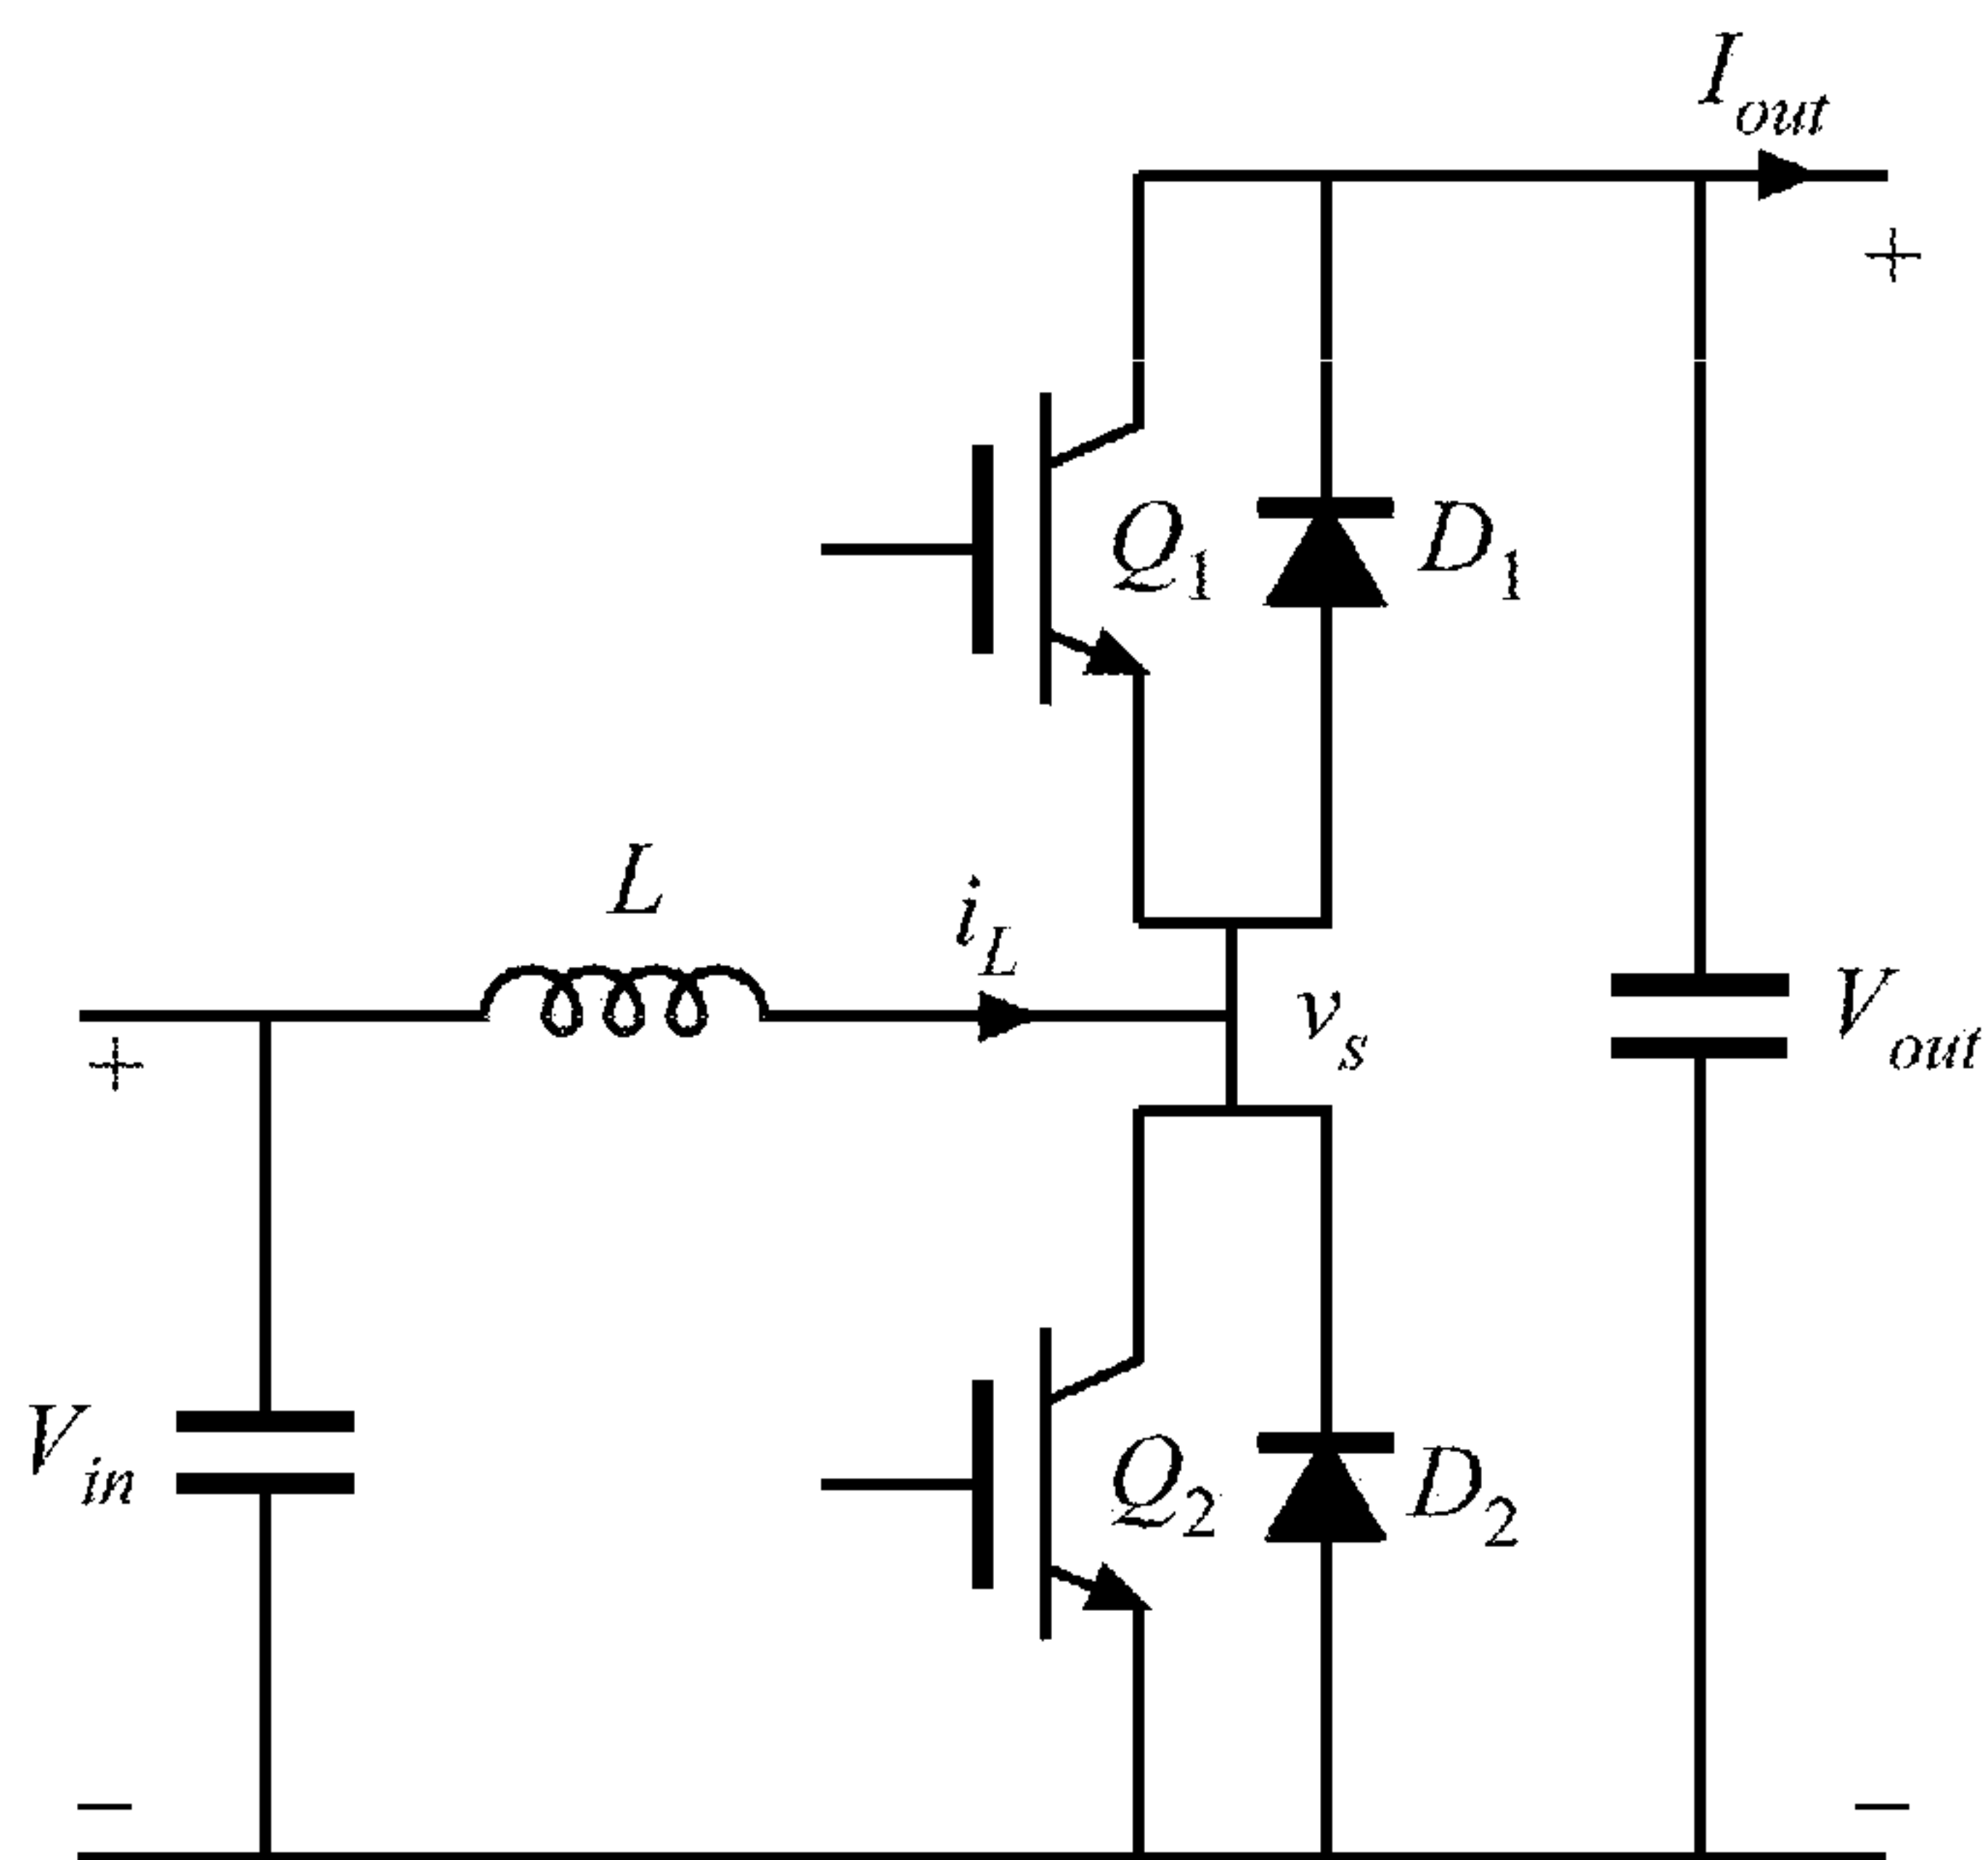 I_out
+
Q_1
D_1
L
i_L
v_s
V_out
+
V_in
Q_2
D_2
−
−